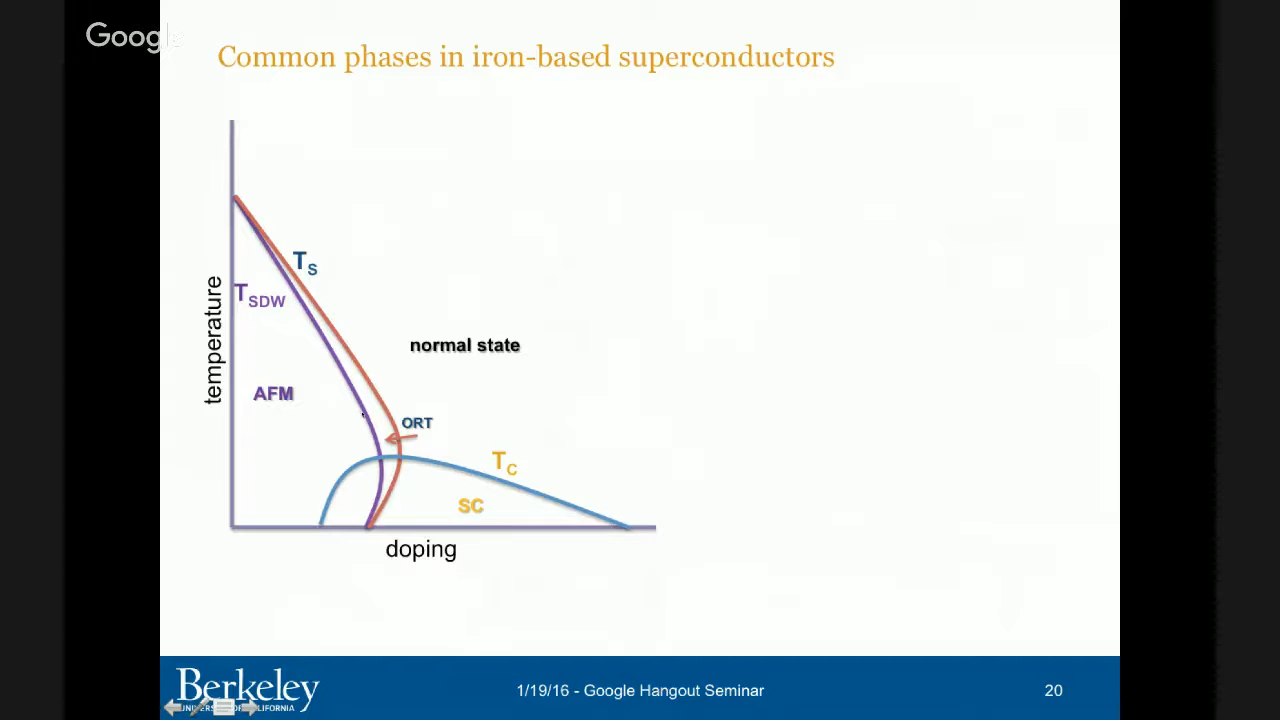 Google
Common phases in iron-based superconductors
T_S
T_SDW
temperature
normal state
AFM
ORT
T_C
SC
doping
Berkeley
1/19/16 - Google Hangout Seminar
20